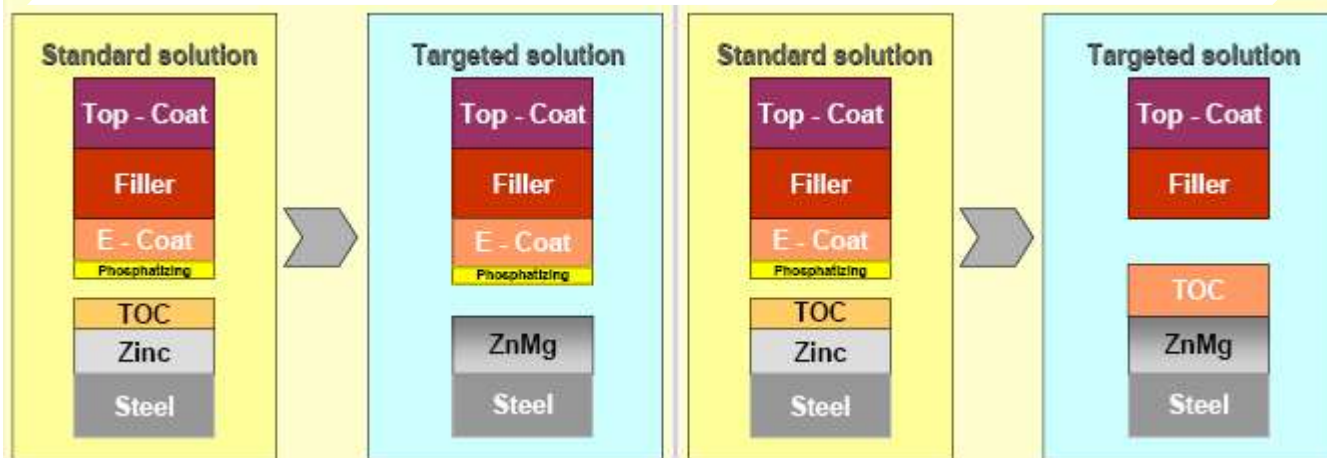 Standard solution
Top - Coat
Filler
E - Coat
Phosphatizing
TOC
Zinc
Steel
Targeted solution
Top - Coat
Filler
E - Coat
Phosphatizing
ZnMg
Steel
Standard solution
Top - Coat
Filler
E - Coat
Phosphatizing
TOC
Zinc
Steel
Targeted solution
Top - Coat
Filler
TOC
ZnMg
Steel